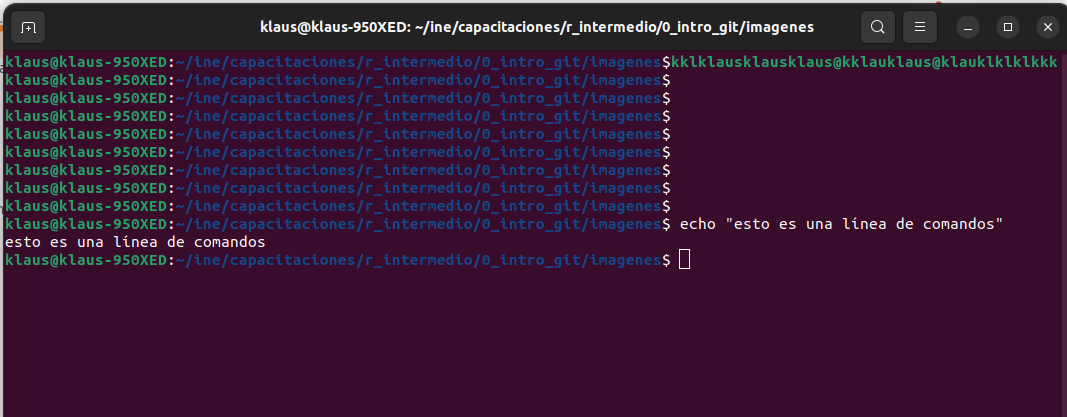 klaus@klaus-950XED: ~/ine/capacitaciones/r_intermedio/0_intro_git/imagenes
klaus@klaus-950XED:~/ine/capacitaciones/r_intermedio/0_intro_git/imagenes$kklklausklausklaus@kklauklaus@klauklklklkkk
klaus@klaus-950XED:~/ine/capacitaciones/r_intermedio/0_intro_git/imagenes$
klaus@klaus-950XED:~/ine/capacitaciones/r_intermedio/0_intro_git/imagenes$
klaus@klaus-950XED:~/ine/capacitaciones/r_intermedio/0_intro_git/imagenes$
klaus@klaus-950XED:~/ine/capacitaciones/r_intermedio/0_intro_git/imagenes$
klaus@klaus-950XED:~/ine/capacitaciones/r_intermedio/0_intro_git/imagenes$
klaus@klaus-950XED:~/ine/capacitaciones/r_intermedio/0_intro_git/imagenes$
klaus@klaus-950XED:~/ine/capacitaciones/r_intermedio/0_intro_git/imagenes$
klaus@klaus-950XED:~/ine/capacitaciones/r_intermedio/0_intro_git/imagenes$
klaus@klaus-950XED:~/ine/capacitaciones/r_intermedio/0_intro_git/imagenes$ echo "esto es una línea de comandos"
esto es una línea de comandos
klaus@klaus-950XED:~/ine/capacitaciones/r_intermedio/0_intro_git/imagenes$